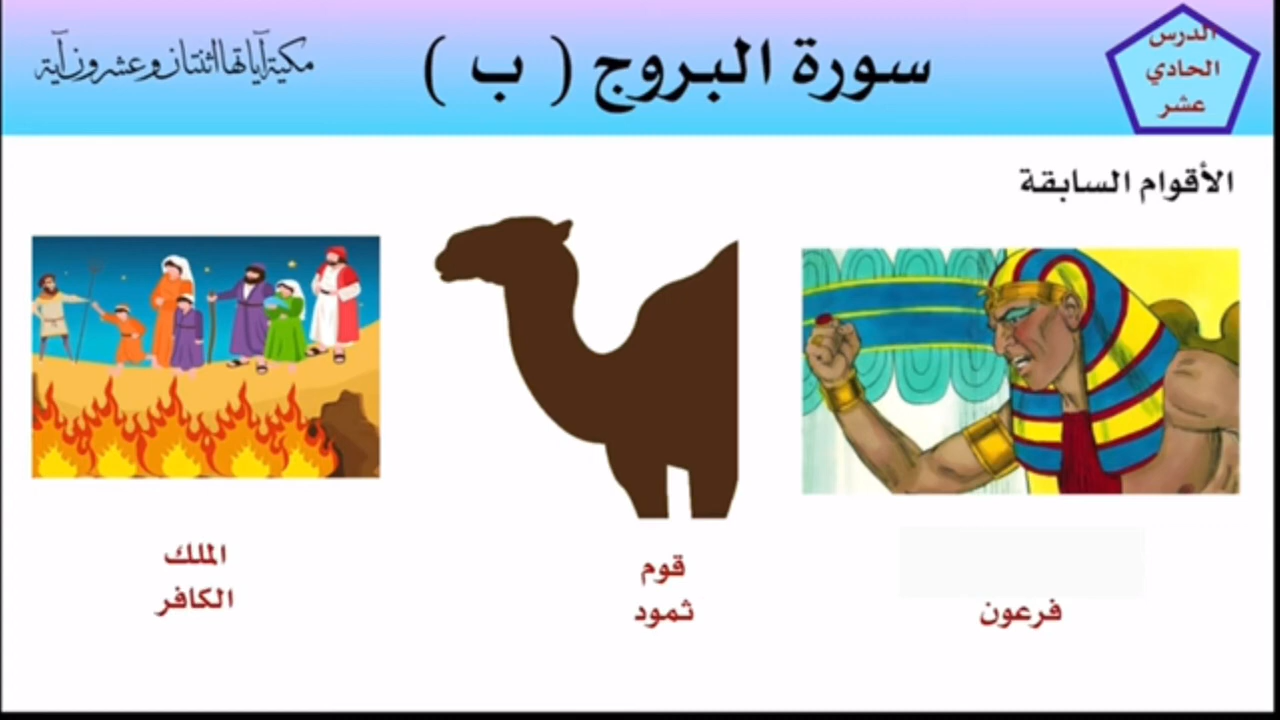 الدرس
الحادي
عشر
سورة البروج ( ب )
مكية آياتها اثنتان وعشرون آية
الأقوام السابقة
فرعون
قوم
ثمود
الملك
الكافر